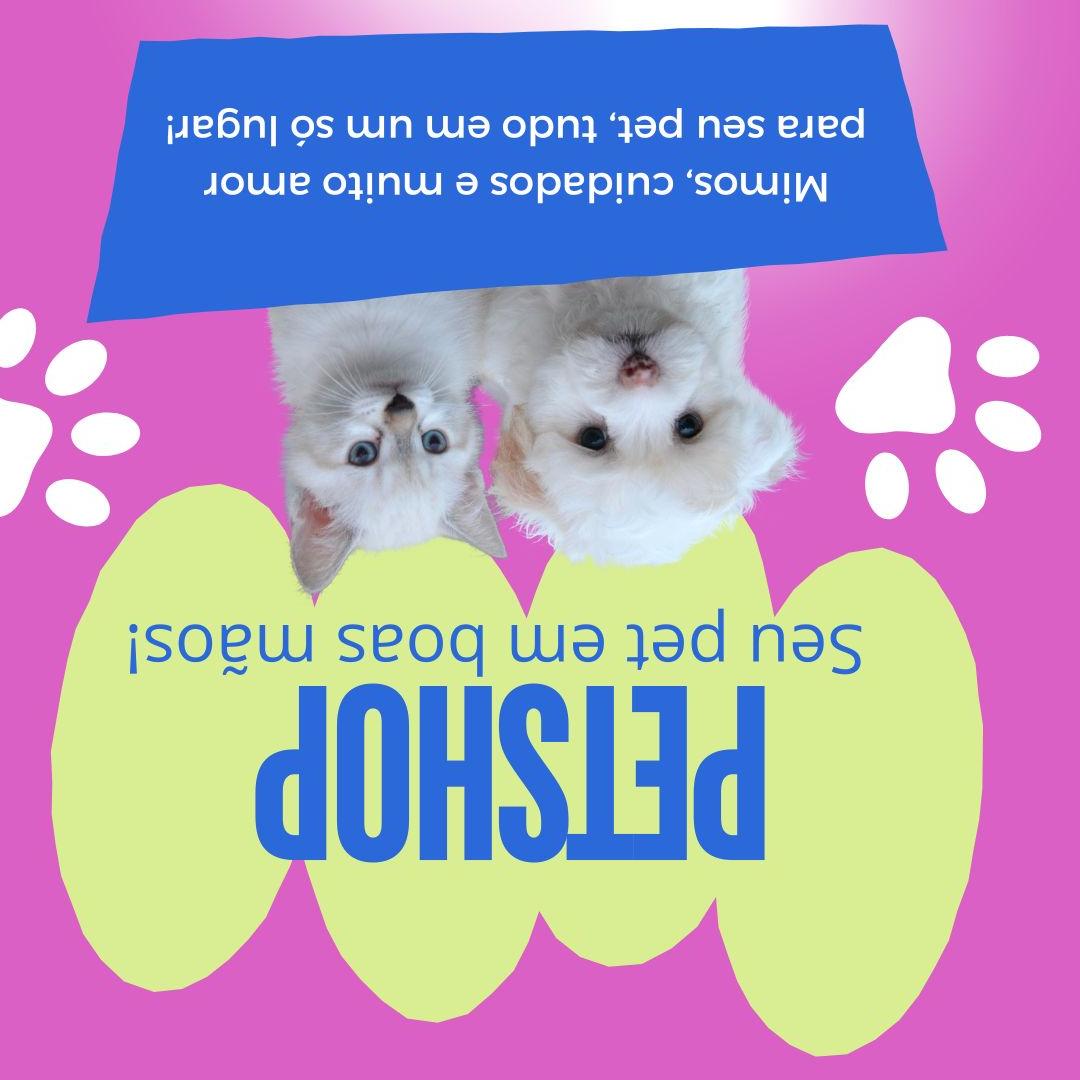 PETSHOP
Seu pet em boas mãos!
Mimos, cuidados e muito amor
para seu pet, tudo em um só lugar!